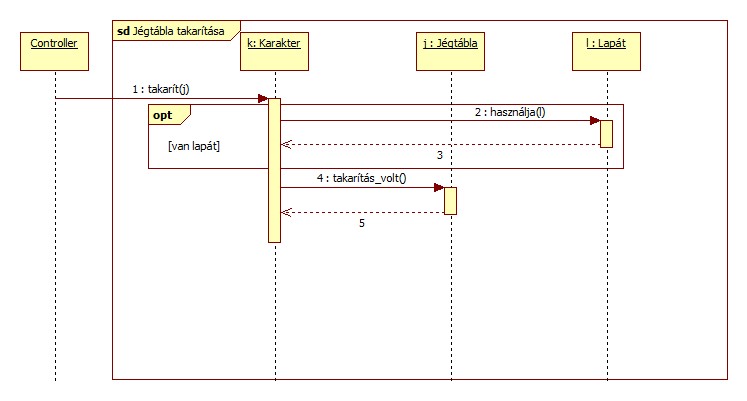 sd Jégtábla takarítása
Controller
k: Karakter
j : Jégtábla
l : Lapát
1 : takarít(j)
opt
2 : használja(l)
[van lapát]
3
4 : takarítás_volt()
5